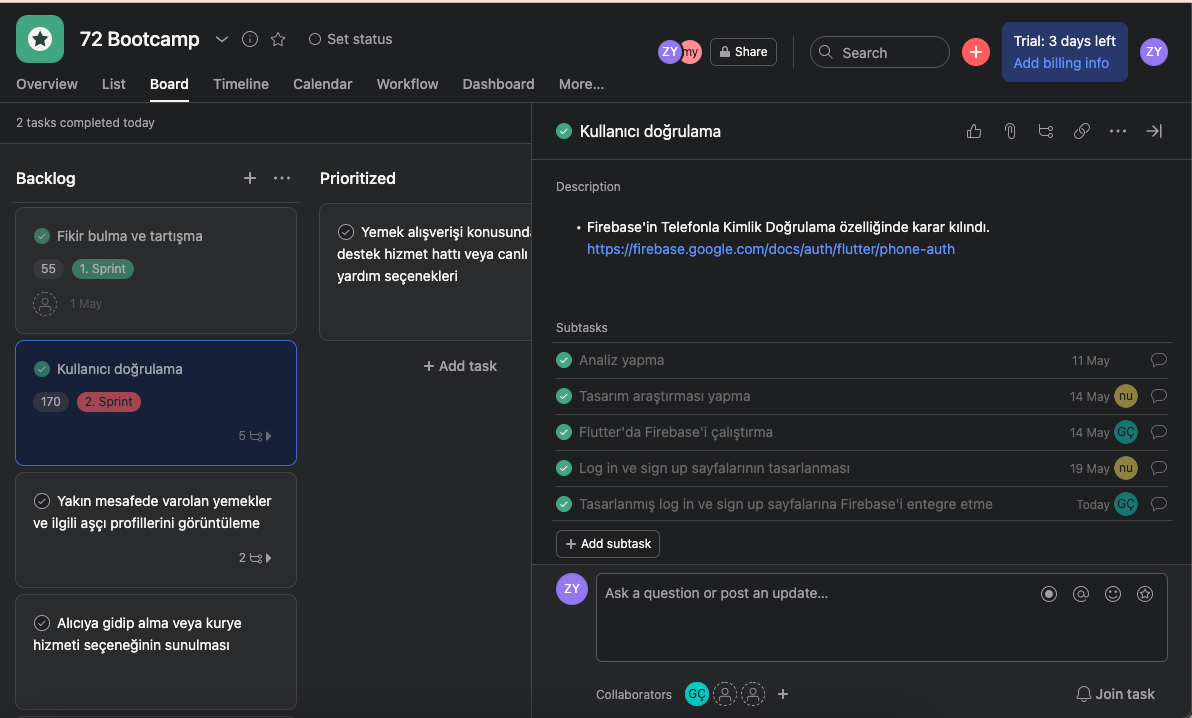 72 Bootcamp
Set status
ZY
my
Share
Search
Trial: 3 days left
Add billing info
ZY
Overview
List
Board
Timeline
Calendar
Workflow
Dashboard
More...
2 tasks completed today
Backlog
Fikir bulma ve tartışma
55
1. Sprint
1 May
Kullanıcı doğrulama
170
2. Sprint
5
Yakın mesafede varolan yemekler
ve ilgili aşçı profillerini görüntüleme
2
Alıcıya gidip alma veya kurye
hizmeti seçeneğinin sunulması
Prioritized
Yemek alışverişi konusunda
destek hizmet hattı veya canlı
yardım seçenekleri
+ Add task
Kullanıcı doğrulama
Description
• Firebase'in Telefonla Kimlik Doğrulama özelliğinde karar kılındı.
https://firebase.google.com/docs/auth/flutter/phone-auth
Subtasks
Analiz yapma 11 May
Tasarım araştırması yapma 14 May nu
Flutter'da Firebase'i çalıştırma 14 May GÇ
Log in ve sign up sayfalarının tasarlanması 19 May nu
Tasarlanmış log in ve sign up sayfalarına Firebase'i entegre etme Today GÇ
+ Add subtask
ZY
Ask a question or post an update...
Collaborators GÇ
Join task